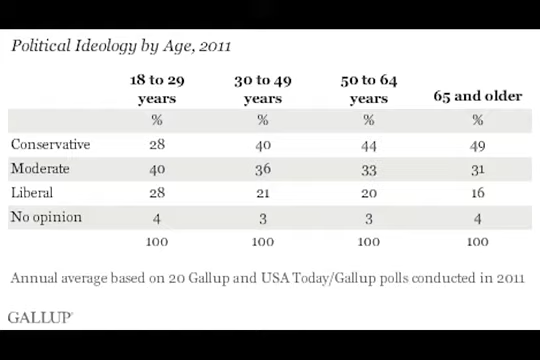 Political Ideology by Age, 2011
18 to 29 years 30 to 49 years 50 to 64 years 65 and older
% % % %
Conservative 28 40 44 49
Moderate 40 36 33 31
Liberal 28 21 20 16
No opinion 4 3 3 4
100 100 100 100
Annual average based on 20 Gallup and USA Today/Gallup polls conducted in 2011
GALLUP